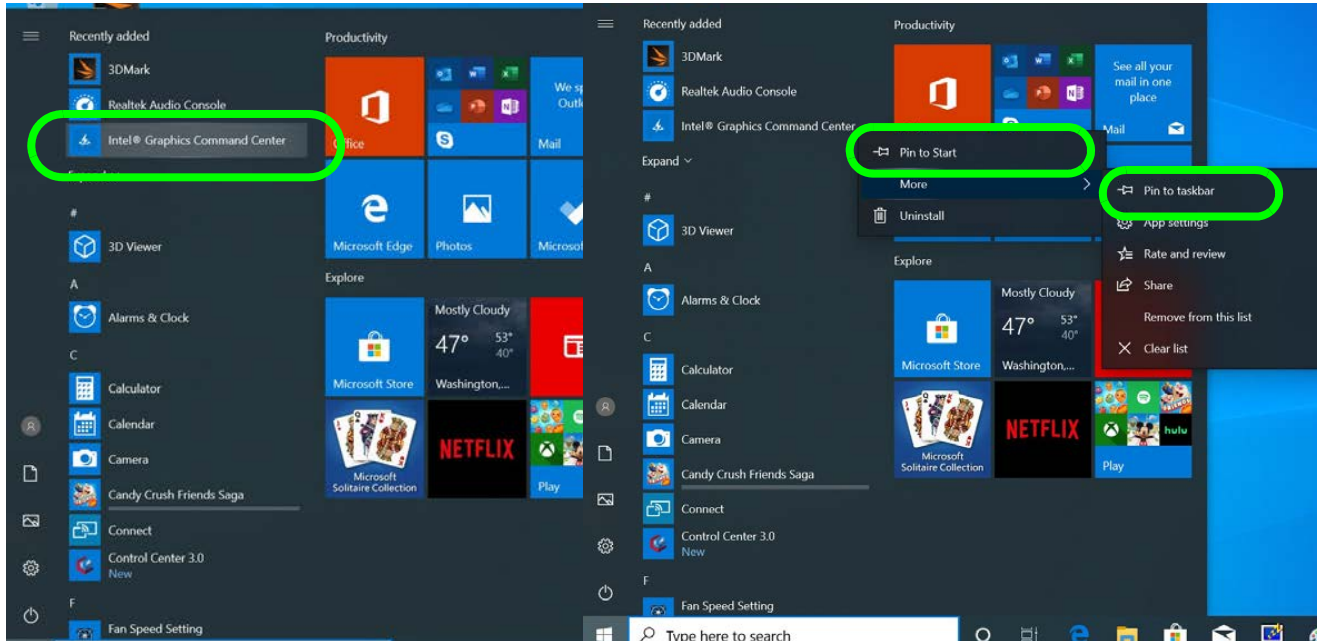 Recently added
3DMark
Realtek Audio Console
Intel® Graphics Command Center
#
3D Viewer
A
Alarms & Clock
C
Calculator
Calendar
Camera
Candy Crush Friends Saga
Connect
Control Center 3.0
New
F
Fan Speed Setting
Productivity
We
Mail
Microsoft Edge
Photos
Explore
Microsoft Store
Mostly Cloudy
47° 53°
40°
Washington,...
Microsoft
Solitaire Collection
NETFLIX
Play
Recently added
3DMark
Realtek Audio Console
Intel® Graphics Command Center
Expand
#
3D Viewer
A
Alarms & Clock
C
Calculator
Calendar
Camera
Candy Crush Friends Saga
Connect
Control Center 3.0
New
F
Fan Speed Setting
Type here to search
Productivity
See all your
mail in one
place
Mail
Pin to Start
More
Uninstall
Pin to taskbar
App settings
Rate and review
Share
Remove from this list
Clear list
Explore
Microsoft Store
Mostly Cloudy
47° 53°
40°
Washington,...
Microsoft
Solitaire Collection
NETFLIX
hulu
Play